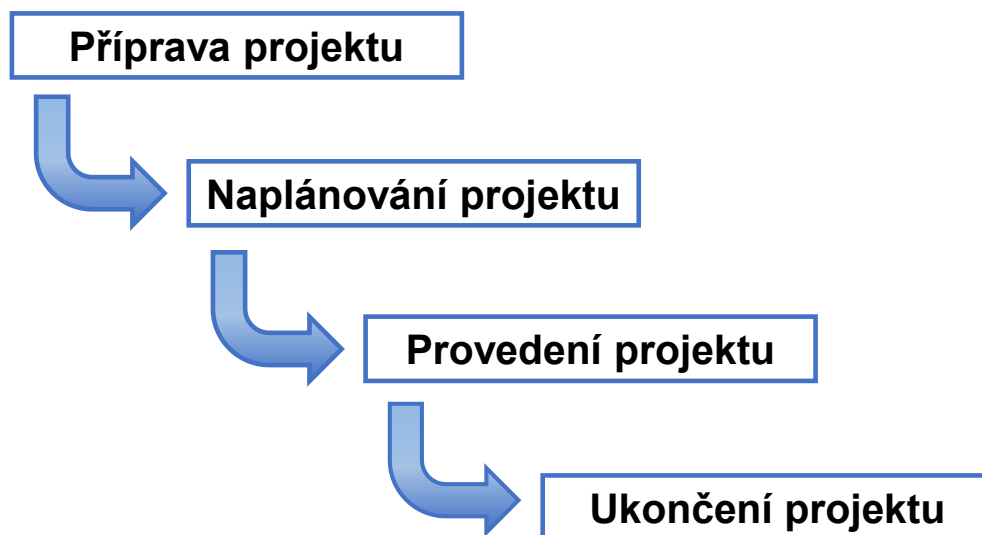 Příprava projektu
Naplánování projektu
Provedení projektu
Ukončení projektu